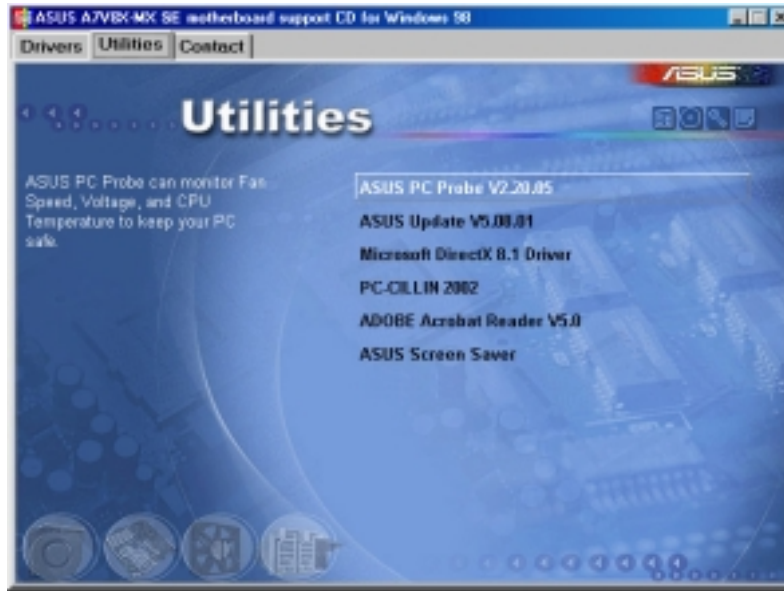 ASUS A7V8X-MX SE motherboard support CD for Windows 98
Drivers Utilities Contact
ASUS
Utilities
ASUS PC Probe can monitor Fan
Speed, Voltage, and CPU
Temperature to keep your PC
safe.
ASUS PC Probe V2.20.05
ASUS Update V5.00.01
Microsoft DirectX 8.1 Driver
PC-CILLIN 2002
ADOBE Acrobat Reader V5.0
ASUS Screen Saver